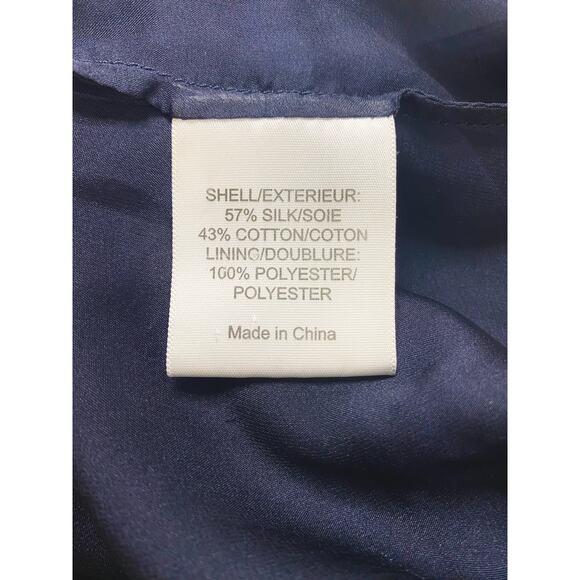 SHELL/EXTERIEUR:
57% SILK/SOIE
43% COTTON/COTON
LINING/DOUBLURE:
100% POLYESTER/
POLYESTER
Made in China